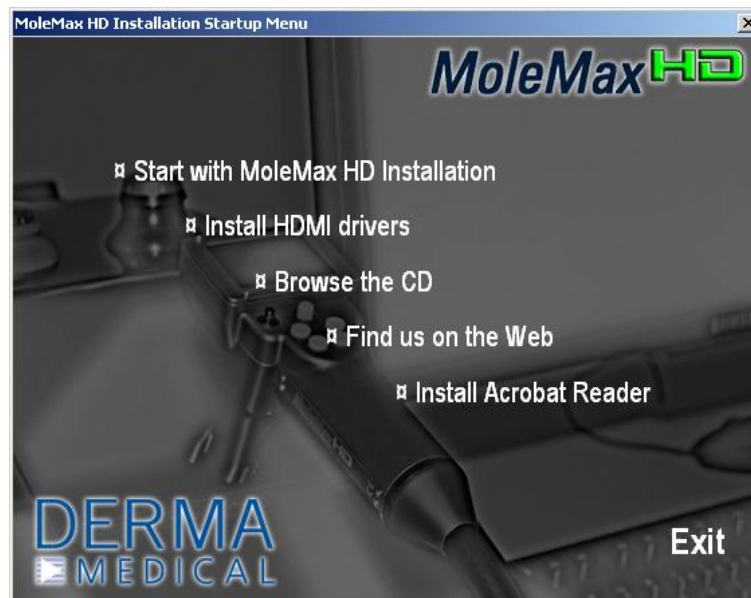 MoleMax HD Installation Startup Menu
MoleMax HD
¤ Start with MoleMax HD Installation
¤ Install HDMI drivers
¤ Browse the CD
¤ Find us on the Web
¤ Install Acrobat Reader
DERMA
MEDICAL
Exit